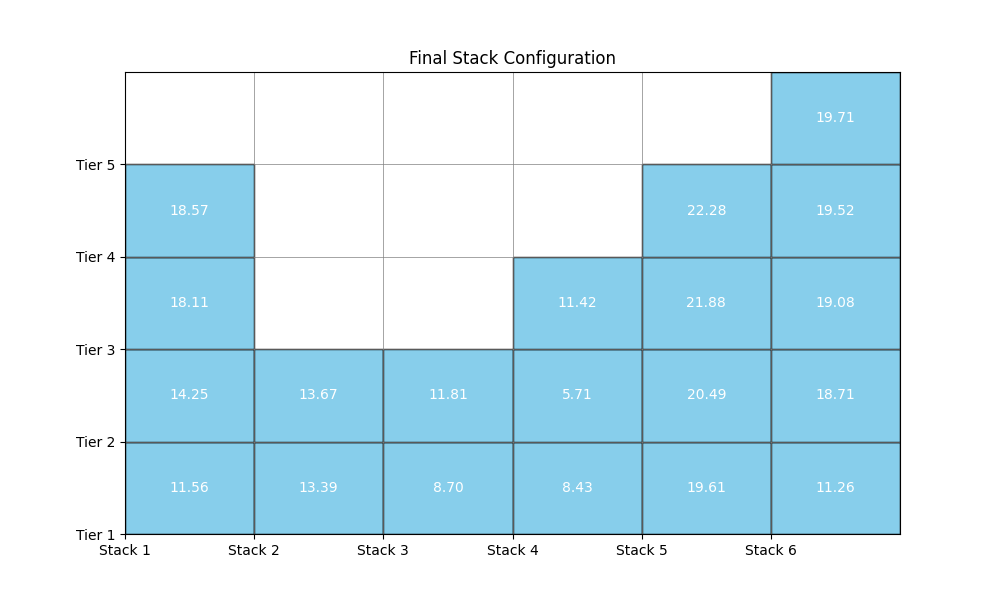 Final Stack Configuration
19.71
Tier 5
18.57 22.28 19.52
Tier 4
18.11 11.42 21.88 19.08
Tier 3
14.25 13.67 11.81 5.71 20.49 18.71
Tier 2
11.56 13.39 8.70 8.43 19.61 11.26
Tier 1
Stack 1 Stack 2 Stack 3 Stack 4 Stack 5 Stack 6